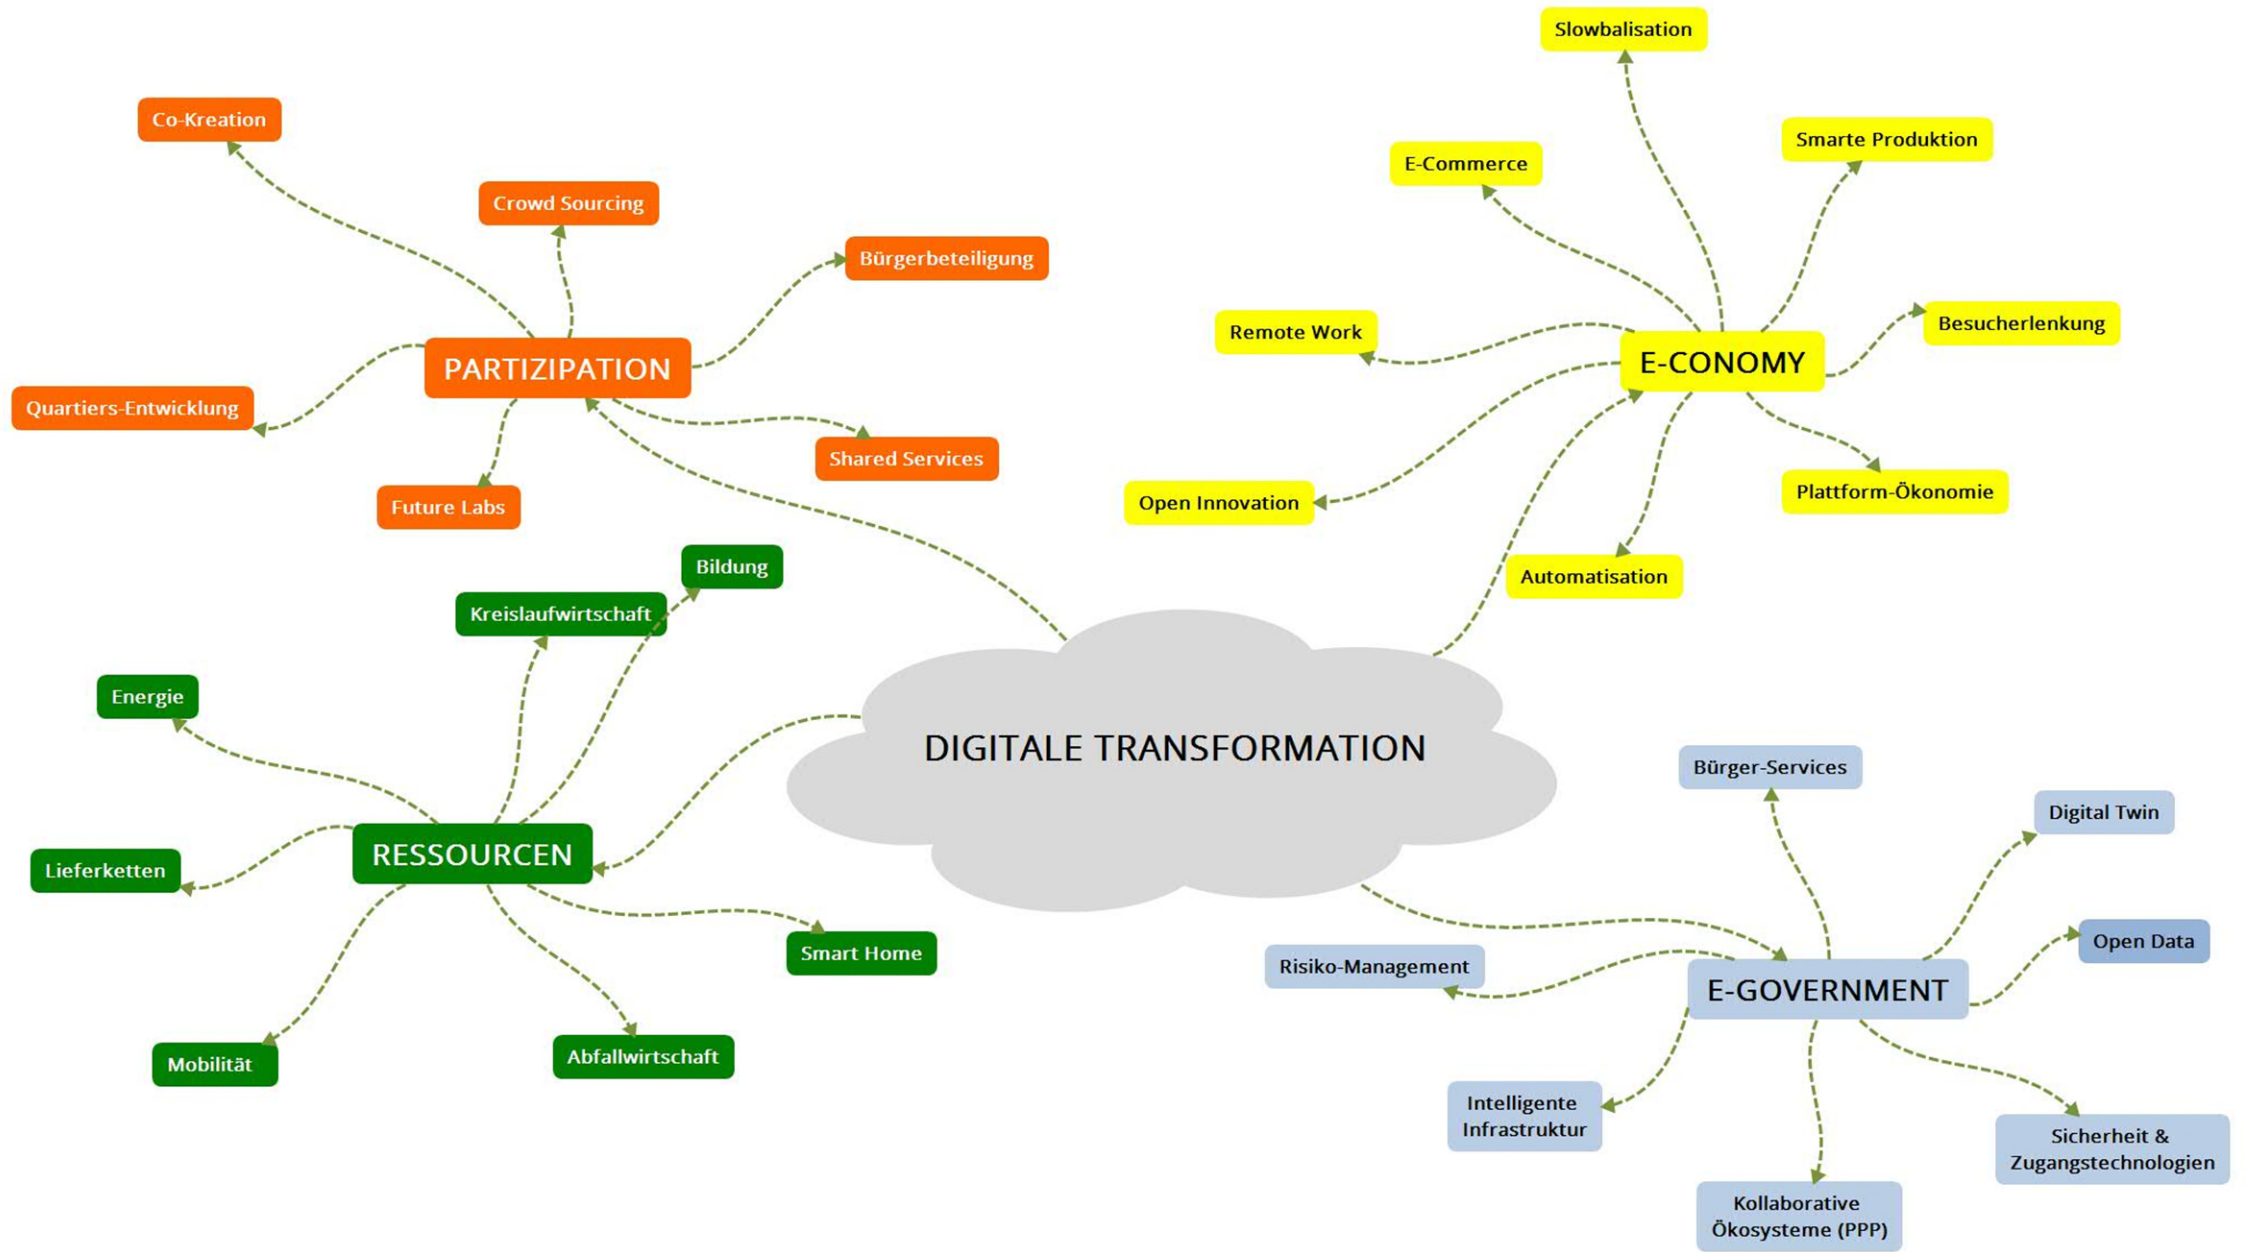 Slowbalisation
Co-Kreation
Smarte Produktion
E-Commerce
Crowd Sourcing
Bürgerbeteiligung
Besucherlenkung
Remote Work
PARTIZIPATION
E-CONOMY
Quartiers-Entwicklung
Shared Services
Plattform-Ökonomie
Open Innovation
Future Labs
Bildung
Automatisation
Kreislaufwirtschaft
Energie
DIGITALE TRANSFORMATION
Bürger-Services
Digital Twin
RESSOURCEN
Lieferketten
Open Data
Smart Home
Risiko-Management
E-GOVERNMENT
Abfallwirtschaft
Mobilität
Intelligente
Infrastruktur
Sicherheit &
Zugangstechnologien
Kollaborative
Ökosysteme (PPP)